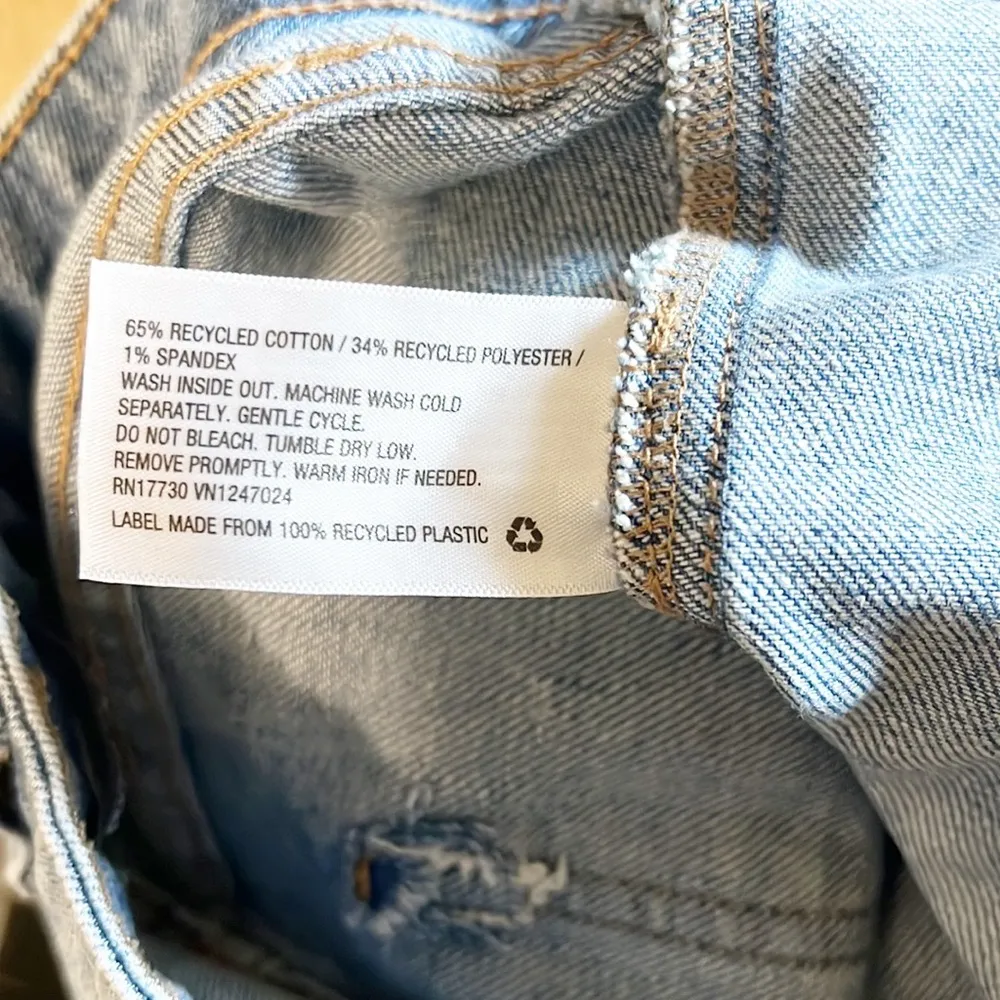 65% RECYCLED COTTON / 34% RECYCLED POLYESTER /
1% SPANDEX
WASH INSIDE OUT. MACHINE WASH COLD
SEPARATELY. GENTLE CYCLE.
DO NOT BLEACH. TUMBLE DRY LOW.
REMOVE PROMPTLY. WARM IRON IF NEEDED.
RN17730 VN1247024
LABEL MADE FROM 100% RECYCLED PLASTIC